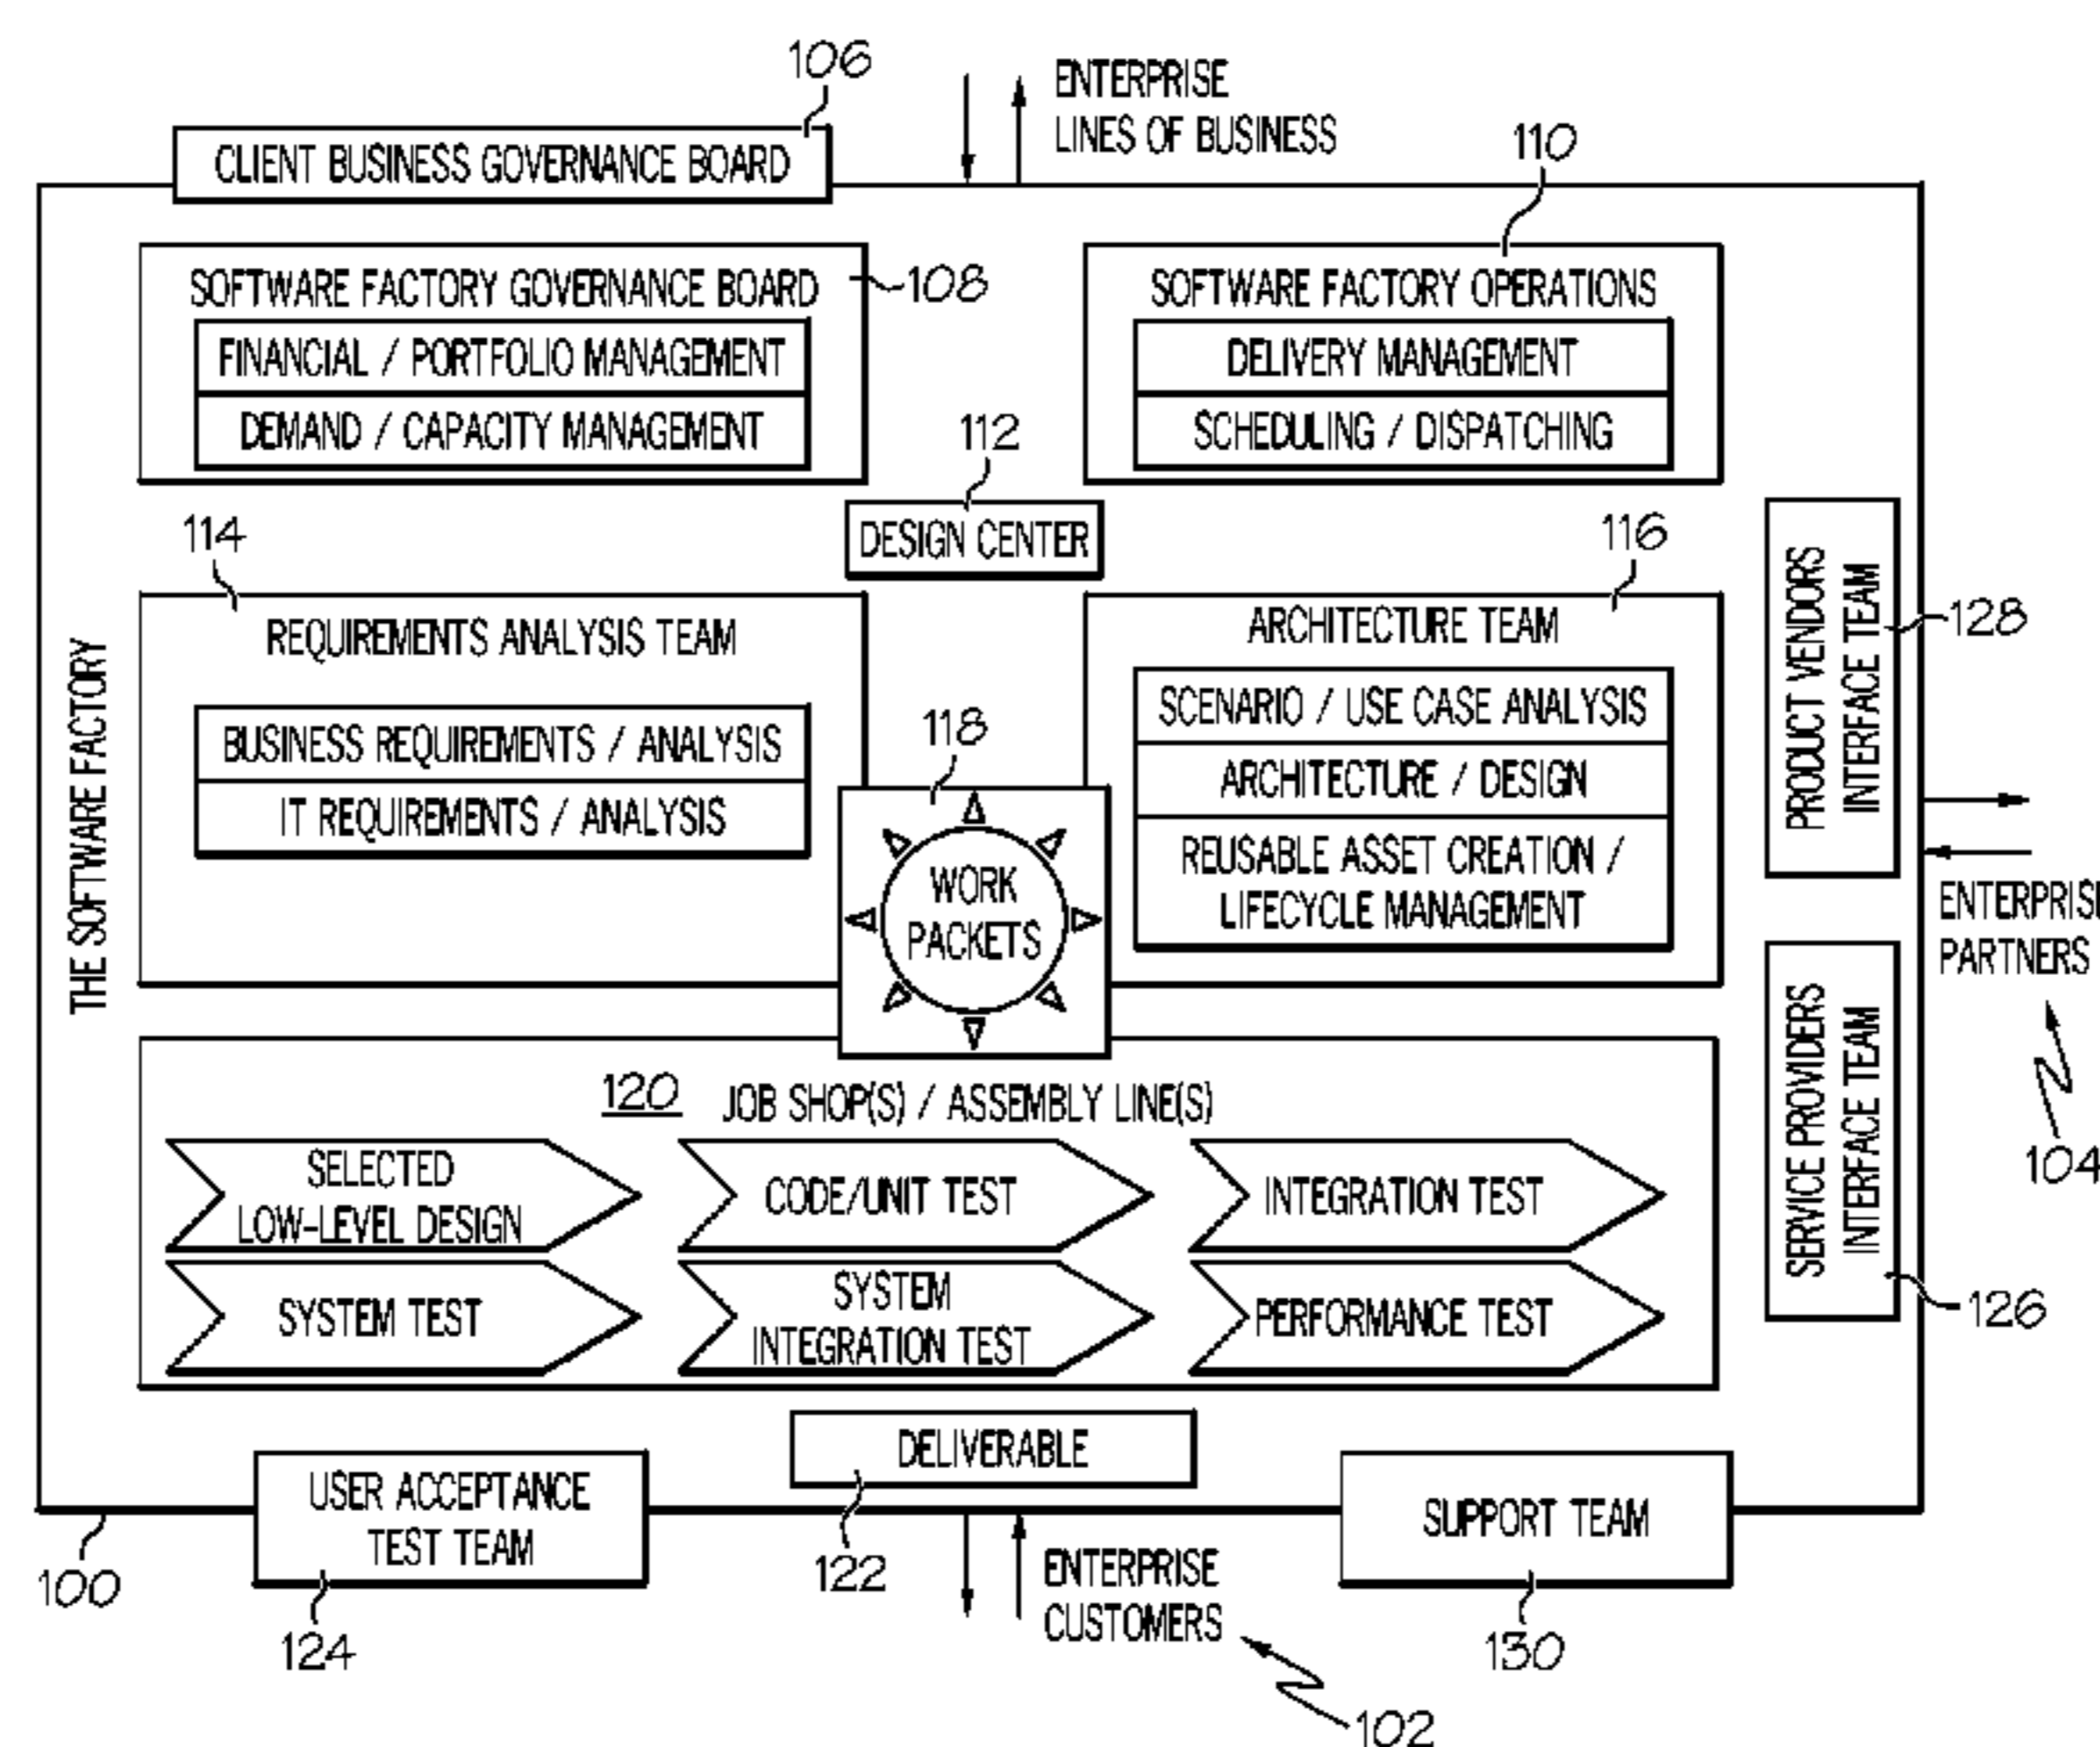 106
ENTERPRISE
LINES OF BUSINESS
CLIENT BUSINESS GOVERNANCE BOARD
110
SOFTWARE FACTORY GOVERNANCE BOARD
108
FINANCIAL / PORTFOLIO MANAGEMENT
DEMAND / CAPACITY MANAGEMENT
SOFTWARE FACTORY OPERATIONS
DELIVERY MANAGEMENT
SCHEDULING / DISPATCHING
112
DESIGN CENTER
114
REQUIREMENTS ANALYSIS TEAM
BUSINESS REQUIREMENTS / ANALYSIS
IT REQUIREMENTS / ANALYSIS
116
ARCHITECTURE TEAM
SCENARIO / USE CASE ANALYSIS
ARCHITECTURE / DESIGN
REUSABLE ASSET CREATION /
LIFECYCLE MANAGEMENT
118
WORK
PACKETS
THE SOFTWARE FACTORY
PRODUCT VENDORS
INTERFACE TEAM
128
ENTERPRISE
PARTNERS
104
SERVICE PROVIDERS
INTERFACE TEAM
126
120 JOB SHOP(S) / ASSEMBLY LINE(S)
SELECTED
LOW-LEVEL DESIGN
CODE/UNIT TEST
INTEGRATION TEST
SYSTEM TEST
SYSTEM
INTEGRATION TEST
PERFORMANCE TEST
DELIVERABLE
122
USER ACCEPTANCE
TEST TEAM
SUPPORT TEAM
100
124
ENTERPRISE
CUSTOMERS
130
102